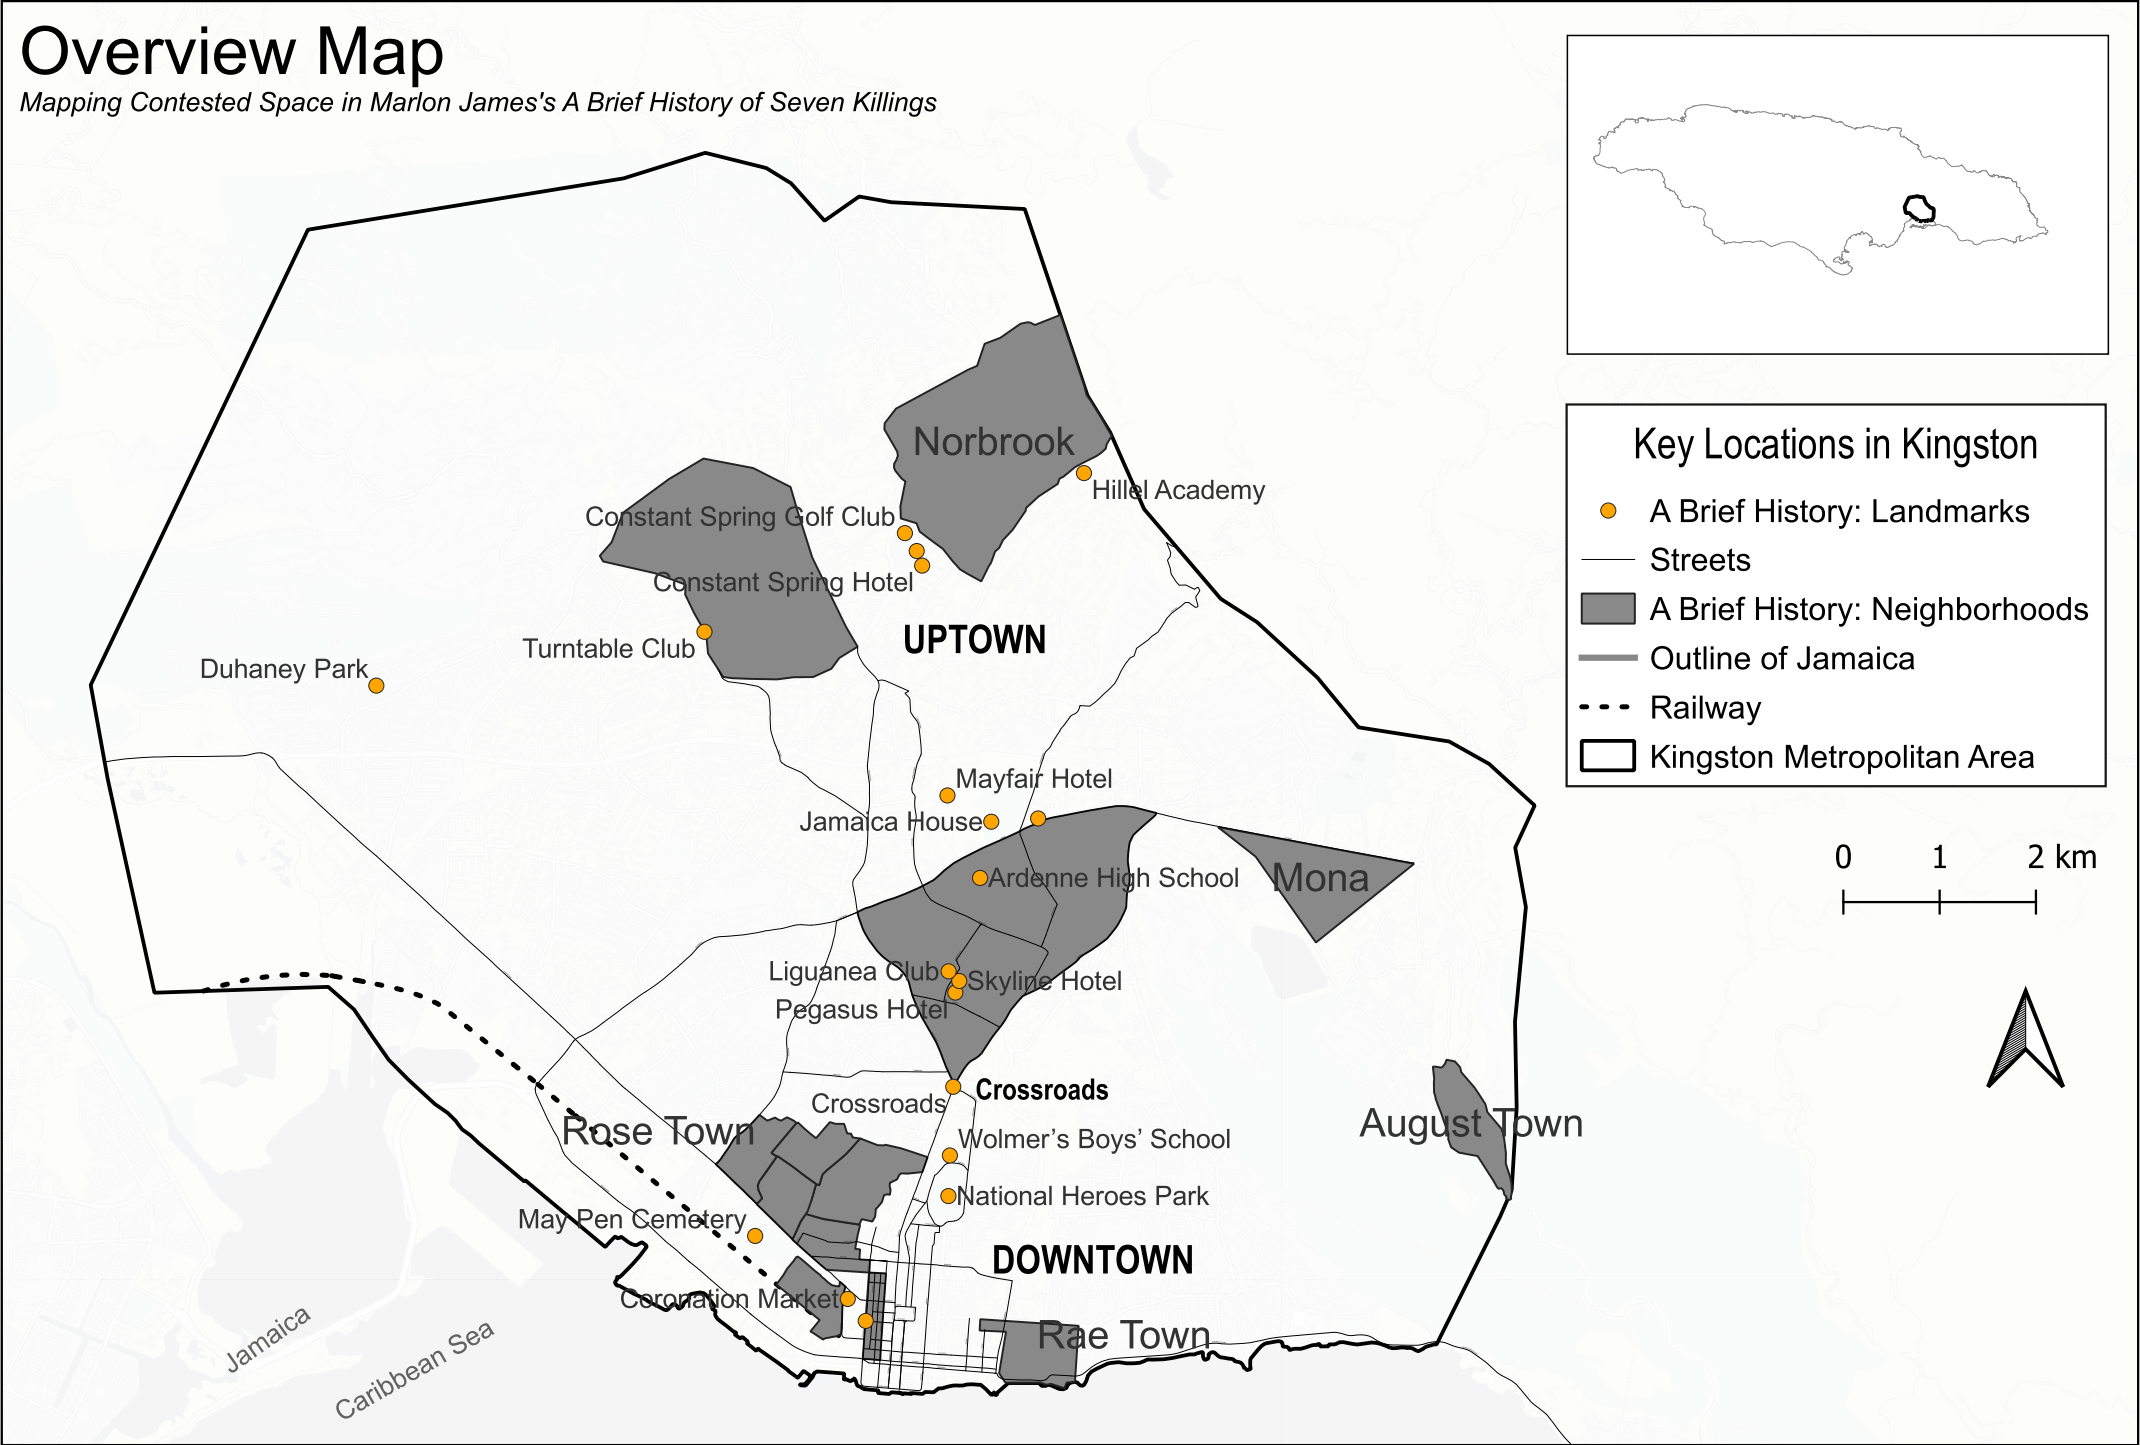 Overview Map
Mapping Contested Space in Marlon James's A Brief History of Seven Killings
Norbrook
Hillel Academy
Constant Spring Golf Club
Constant Spring Hotel
UPTOWN
Turntable Club
Duhaney Park
Mayfair Hotel
Jamaica House
Ardenne High School
Mona
Liguanea Club
Skyline Hotel
Pegasus Hotel
Crossroads
Crossroads
Rose Town
August Town
Wolmer’s Boys’ School
National Heroes Park
May Pen Cemetery
DOWNTOWN
Coronation Market
Rae Town
Jamaica
Caribbean Sea
Key Locations in Kingston
A Brief History: Landmarks
Streets
A Brief History: Neighborhoods
Outline of Jamaica
Railway
Kingston Metropolitan Area
0 1 2 km